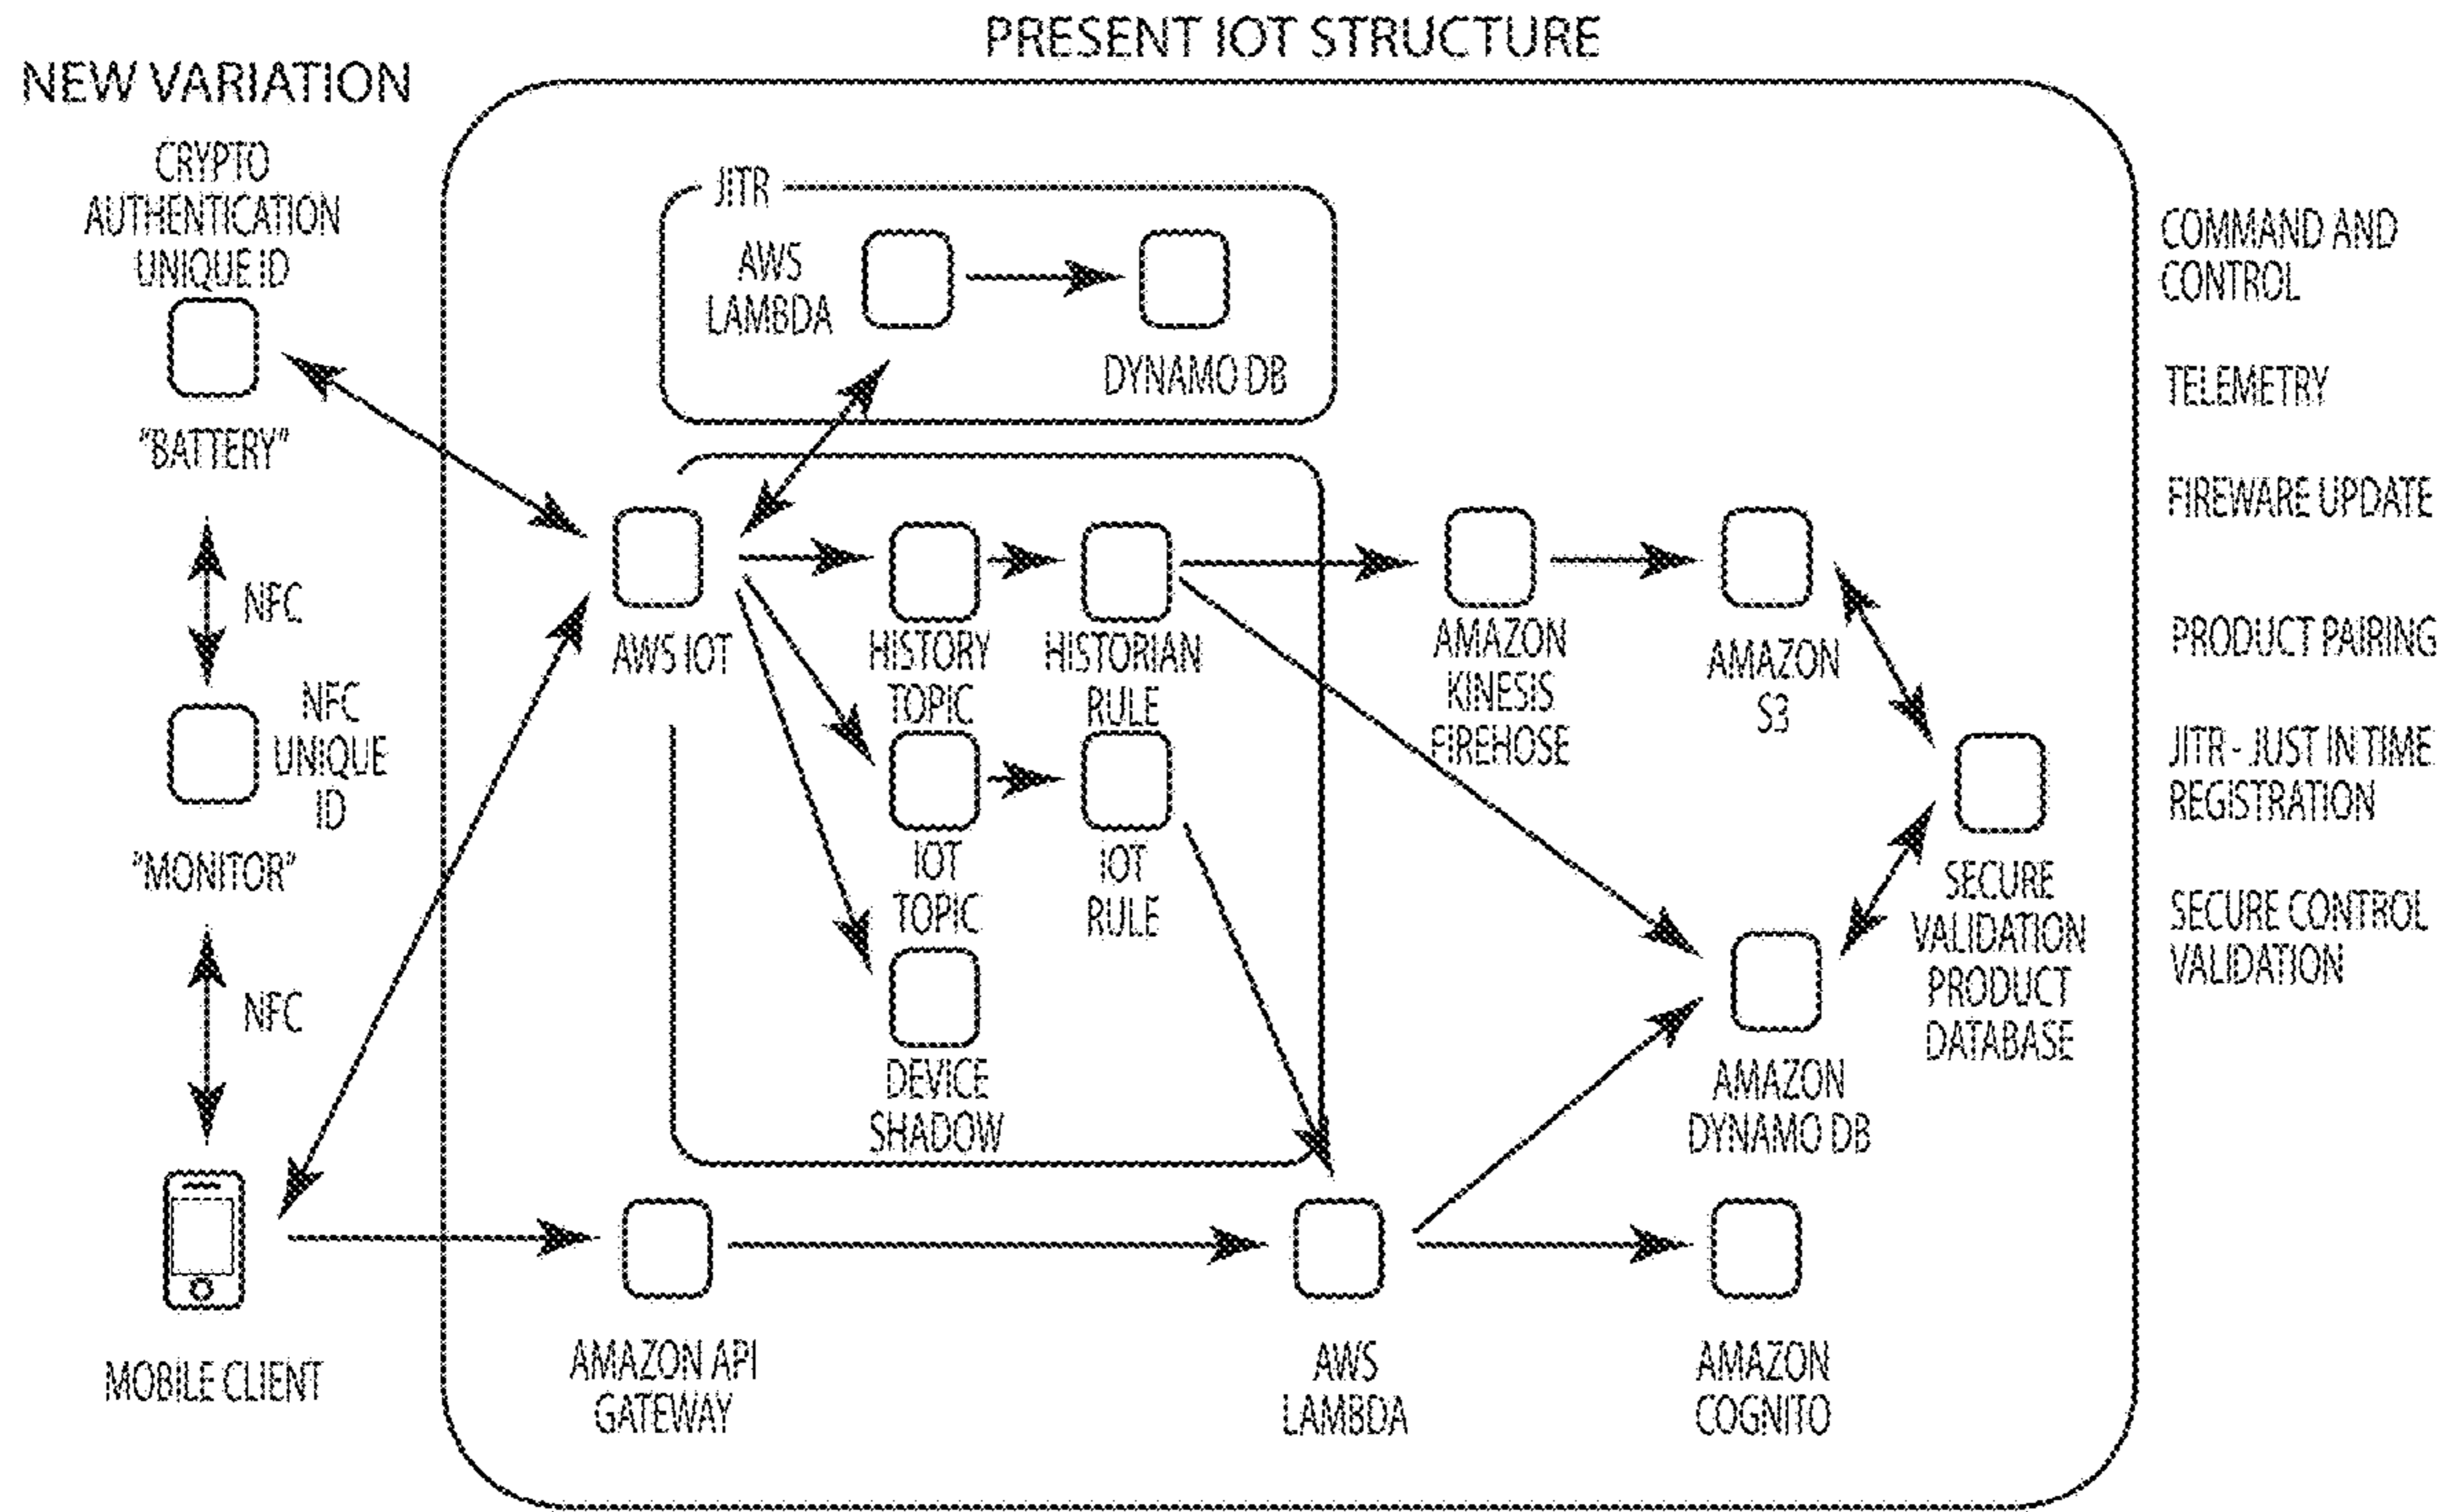 PRESENT IOT STRUCTURE
NEW VARIATION
CRYPTO
AUTHENTICATION
UNIQUE ID
"BATTERY"
NFC
NFC
UNIQUE
ID
"MONITOR"
NFC
MOBILE CLIENT
JITR
AWS
LAMBDA
DYNAMO DB
AWS IOT
HISTORY
TOPIC
HISTORIAN
RULE
IOT
TOPIC
IOT
RULE
DEVICE
SHADOW
AMAZON
KINESIS
FIREHOSE
AMAZON
S3
SECURE
VALIDATION
PRODUCT
DATABASE
AMAZON
DYNAMO DB
AMAZON API
GATEWAY
AWS
LAMBDA
AMAZON
COGNITO
COMMAND AND
CONTROL
TELEMETRY
FIREWARE UPDATE
PRODUCT PAIRING
JITR - JUST IN TIME
REGISTRATION
SECURE CONTROL
VALIDATION